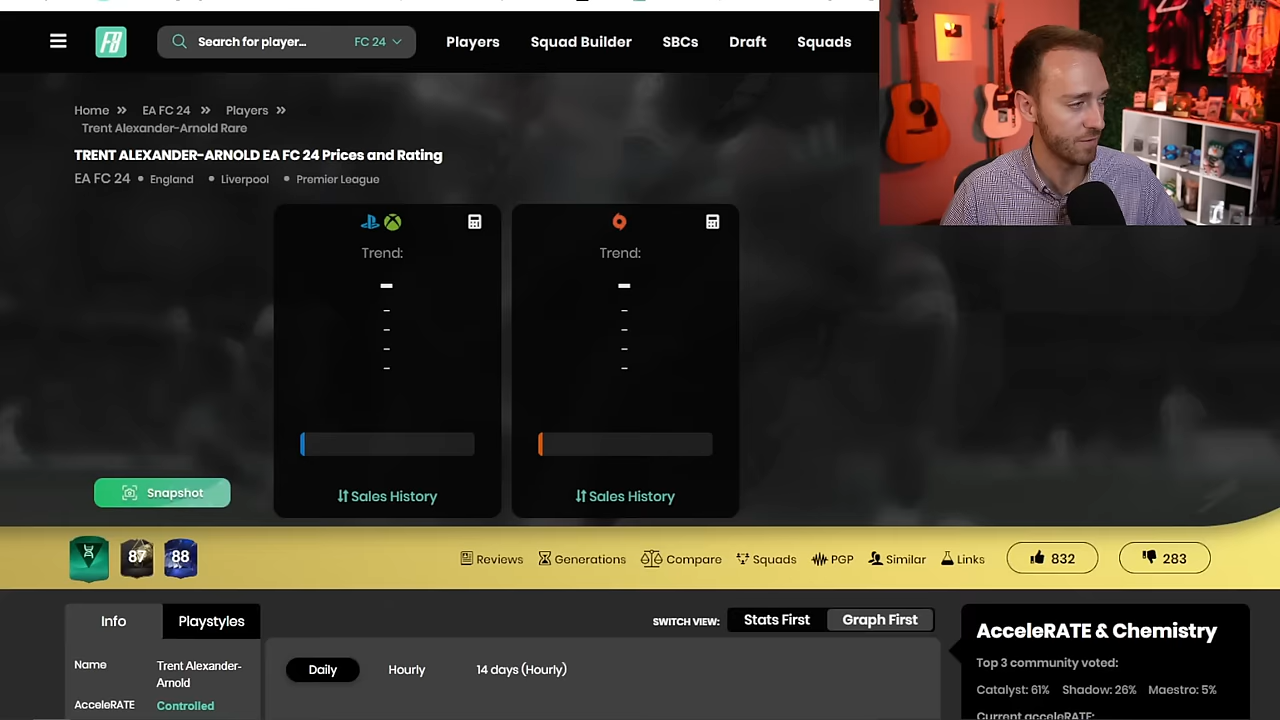 Search for player...
FC 24
Players
Squad Builder
SBCs
Draft
Squads
Home » EA FC 24 » Players »
Trent Alexander-Arnold Rare
TRENT ALEXANDER-ARNOLD EA FC 24 Prices and Rating
EA FC 24 • England • Liverpool • Premier League
Trend:
-
-
-
-
-
Sales History
Trend:
-
-
-
-
-
Sales History
Snapshot
87
88
Reviews
Generations
Compare
Squads
PGP
Similar
Links
832
283
Info
Playstyles
Name
Trent Alexander-
Arnold
AcceleRATE
Controlled
SWITCH VIEW:
Stats First
Graph First
Daily
Hourly
14 days (Hourly)
AcceleRATE & Chemistry
Top 3 community voted:
Catalyst: 61% Shadow: 26% Maestro: 5%
Current acceleRATE: